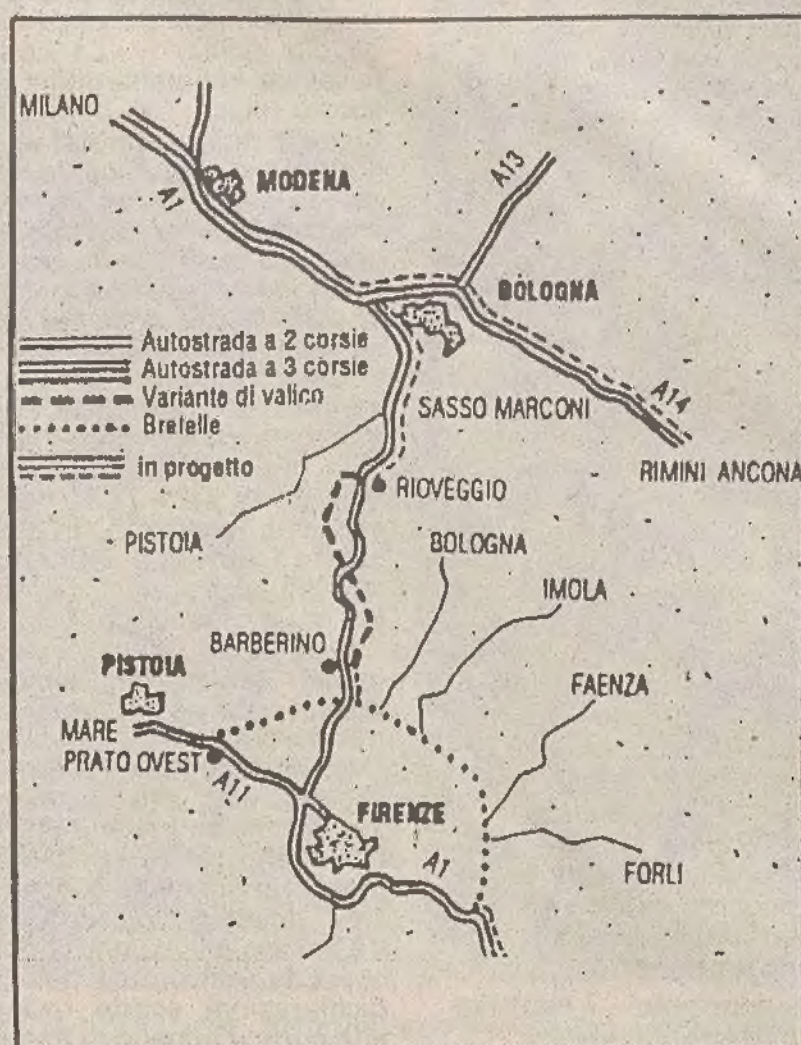 MILANO
A1
MODENA
A13
BOLOGNA
Autostrada a 2 corsie
Autostrada a 3 corsie
Variante di valico
Bretelle
in progetto
A14
SASSO MARCONI
RIMINI ANCONA
RIOVEGGIO
PISTOIA
BOLOGNA
IMOLA
BARBERINO
PISTOIA
FAENZA
MARE
PRATO OVEST
A11
FIRENZE
A1
FORLI